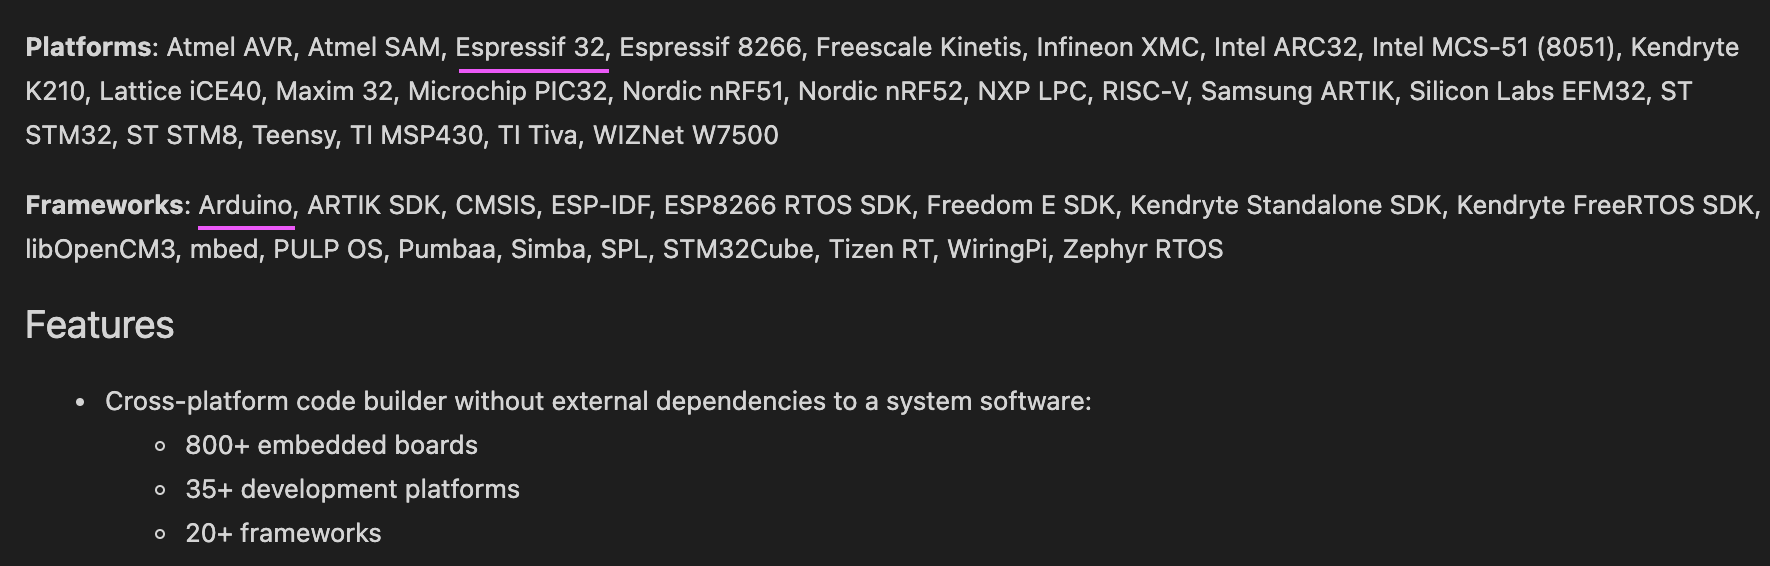 Platforms: Atmel AVR, Atmel SAM, Espressif 32, Espressif 8266, Freescale Kinetis, Infineon XMC, Intel ARC32, Intel MCS-51 (8051), Kendryte
K210, Lattice iCE40, Maxim 32, Microchip PIC32, Nordic nRF51, Nordic nRF52, NXP LPC, RISC-V, Samsung ARTIK, Silicon Labs EFM32, ST
STM32, ST STM8, Teensy, TI MSP430, TI Tiva, WIZNet W7500
Frameworks: Arduino, ARTIK SDK, CMSIS, ESP-IDF, ESP8266 RTOS SDK, Freedom E SDK, Kendryte Standalone SDK, Kendryte FreeRTOS SDK,
libOpenCM3, mbed, PULP OS, Pumbaa, Simba, SPL, STM32Cube, Tizen RT, WiringPi, Zephyr RTOS
Features
• Cross-platform code builder without external dependencies to a system software:
○ 800+ embedded boards
○ 35+ development platforms
○ 20+ frameworks